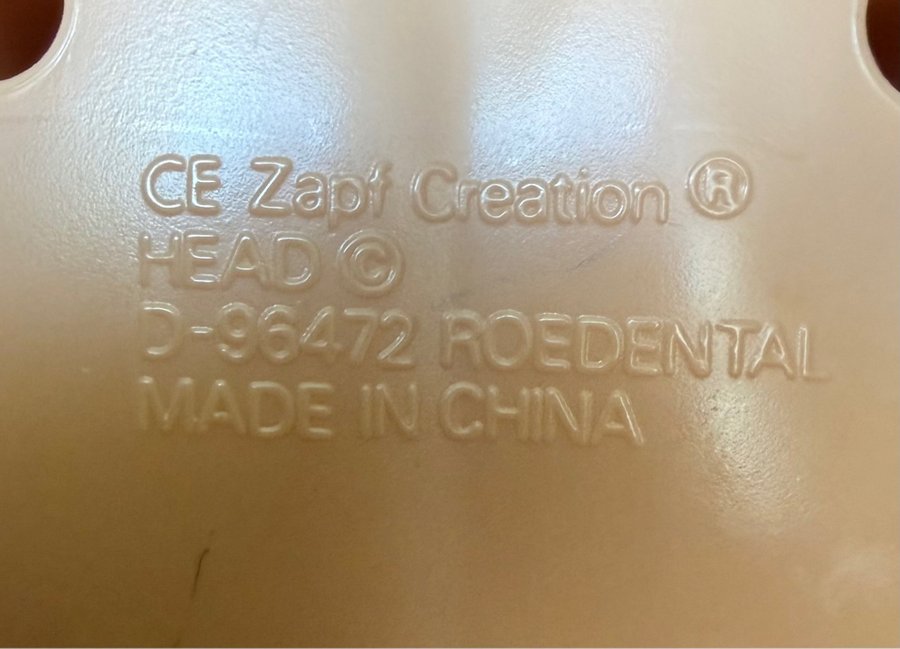 CE Zapf Creation ®
HEAD ©
D-96472 ROEDENTAL
MADE IN CHINA